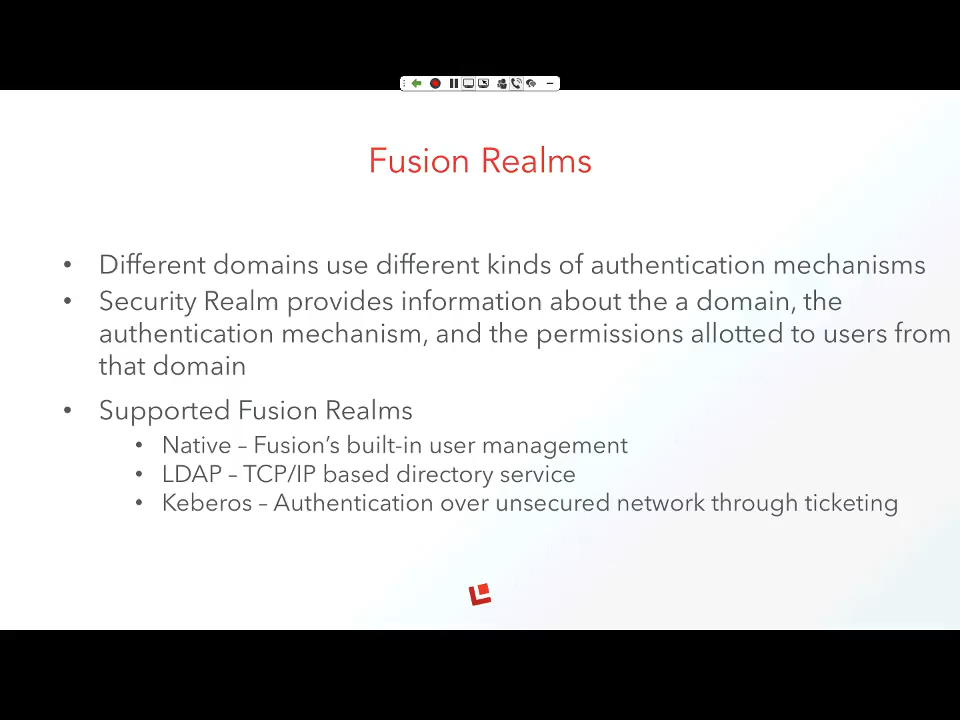 Fusion Realms
• Different domains use different kinds of authentication mechanisms
• Security Realm provides information about the a domain, the
authentication mechanism, and the permissions allotted to users from
that domain
• Supported Fusion Realms
• Native – Fusion’s built-in user management
• LDAP – TCP/IP based directory service
• Keberos – Authentication over unsecured network through ticketing